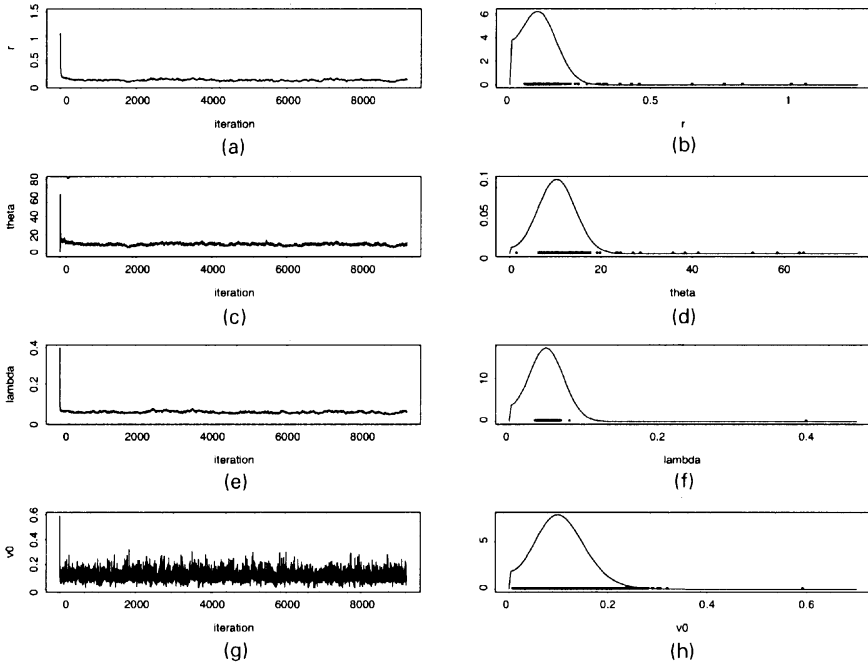 1.5
1
0.5
0
r
0 2000 4000 6000 8000
iteration
(a)
6
4
2
0
0 0.5 1
r
(b)
80
60
40
20
0
theta
0 2000 4000 6000 8000
iteration
(c)
0.1
0.05
0
0 20 40 60
theta
(d)
0.4
0.2
0
lambda
0 2000 4000 6000 8000
iteration
(e)
10
0
0 0.2 0.4
lambda
(f)
0.6
0.4
0.2
0
v0
0 2000 4000 6000 8000
iteration
(g)
5
0
0 0.2 0.4 0.6
v0
(h)